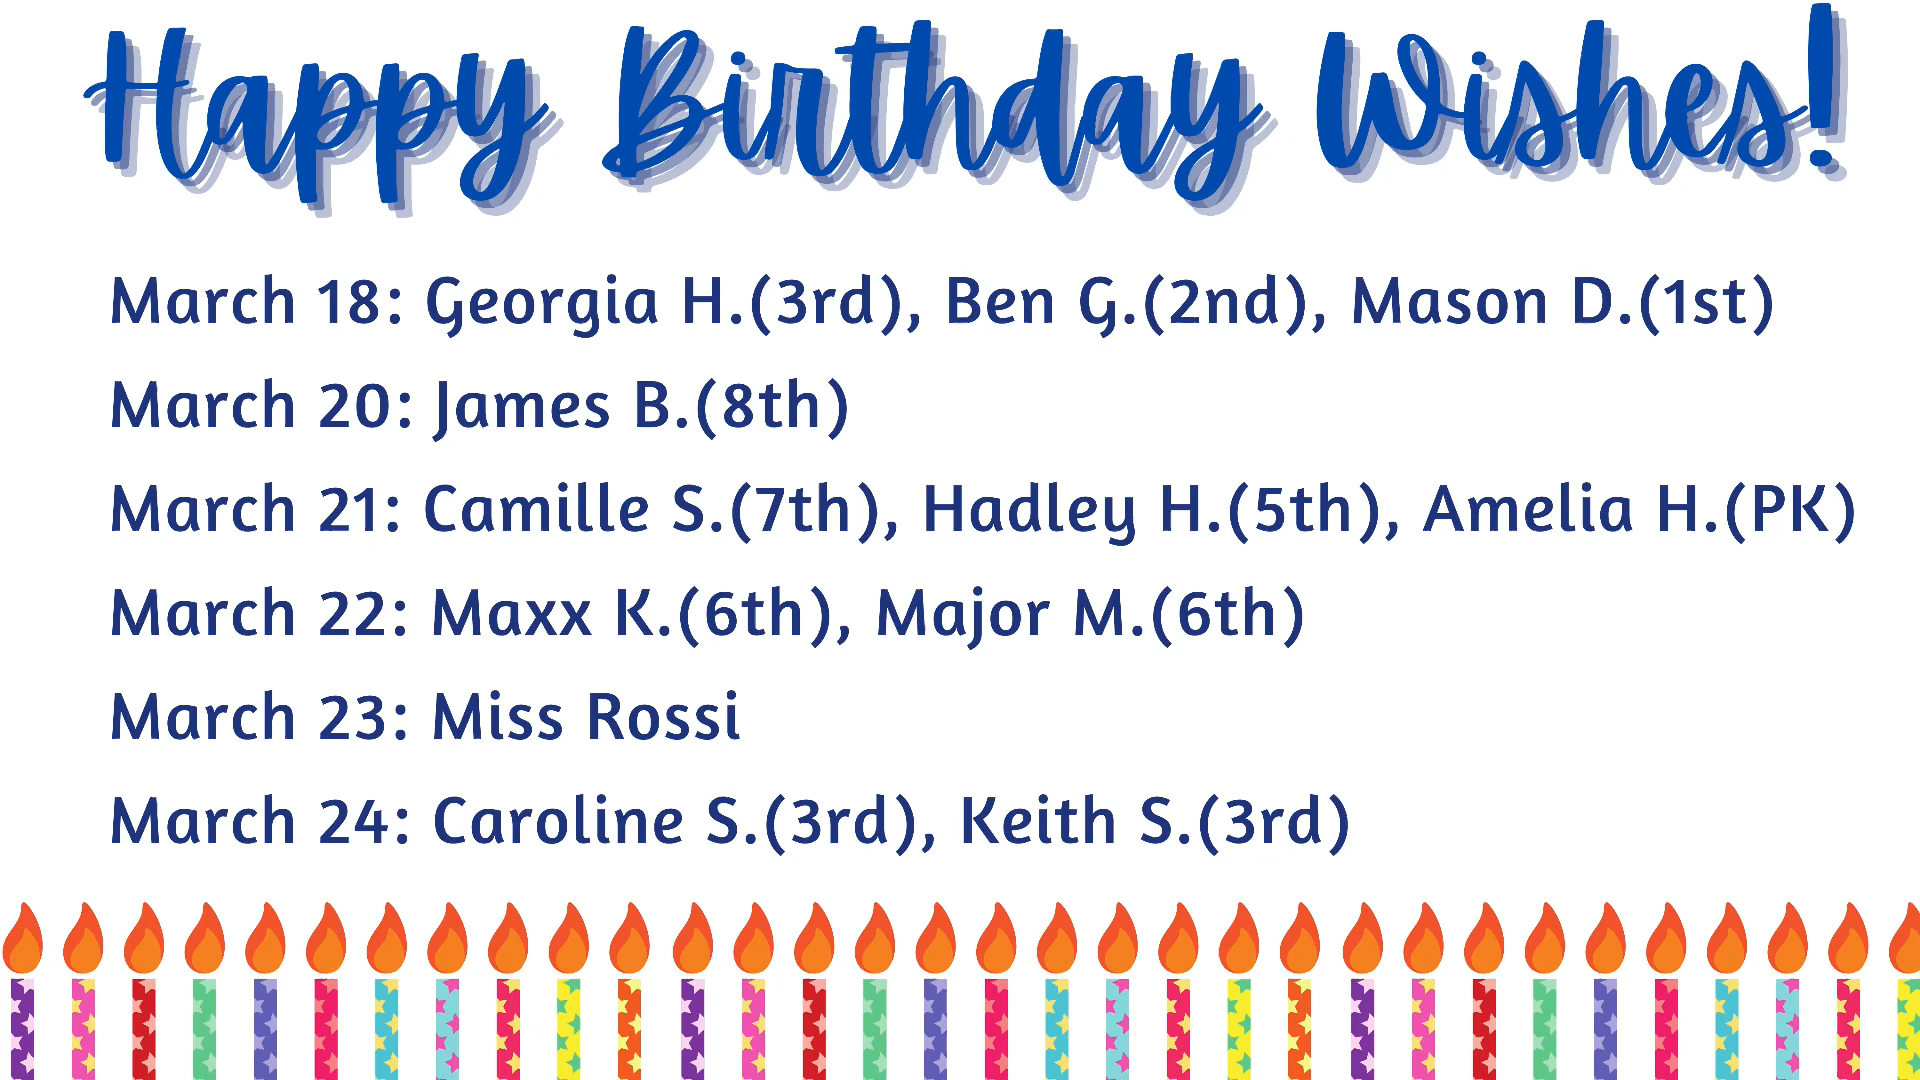 Happy Birthday Wishes!
March 18: Georgia H.(3rd), Ben G.(2nd), Mason D.(1st)
March 20: James B.(8th)
March 21: Camille S.(7th), Hadley H.(5th), Amelia H.(PK)
March 22: Maxx K.(6th), Major M.(6th)
March 23: Miss Rossi
March 24: Caroline S.(3rd), Keith S.(3rd)